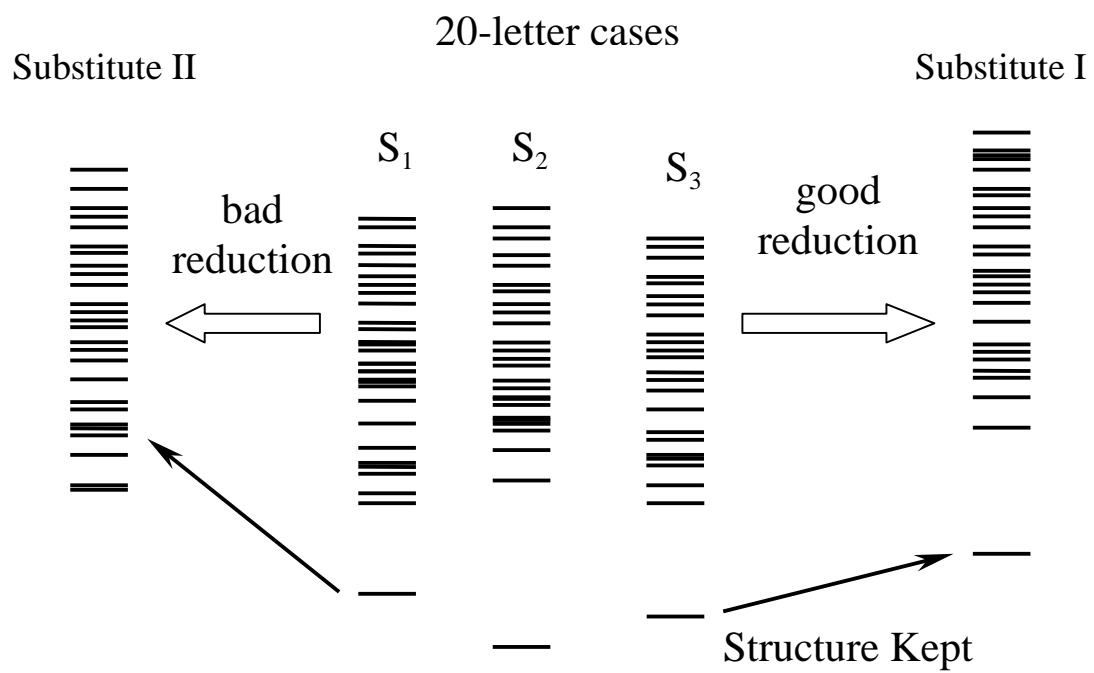 20-letter cases
Substitute II
Substitute I
S₁
S₂
S₃
bad
reduction
good
reduction
Structure Kept